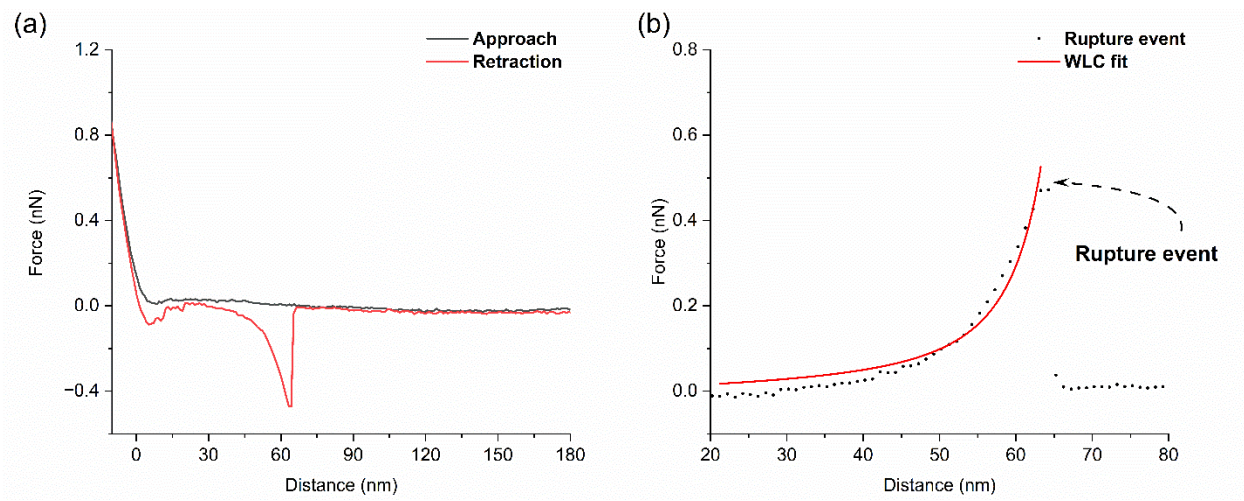 (a)
Approach
Retraction
1.2
0.8
0.4
0.0
−0.4
Force (nN)
0
30
60
90
120
150
180
Distance (nm)
(b)
Rupture event
WLC fit
0.8
0.6
0.4
0.2
0.0
Force (nN)
Rupture event
20
30
40
50
60
70
80
Distance (nm)